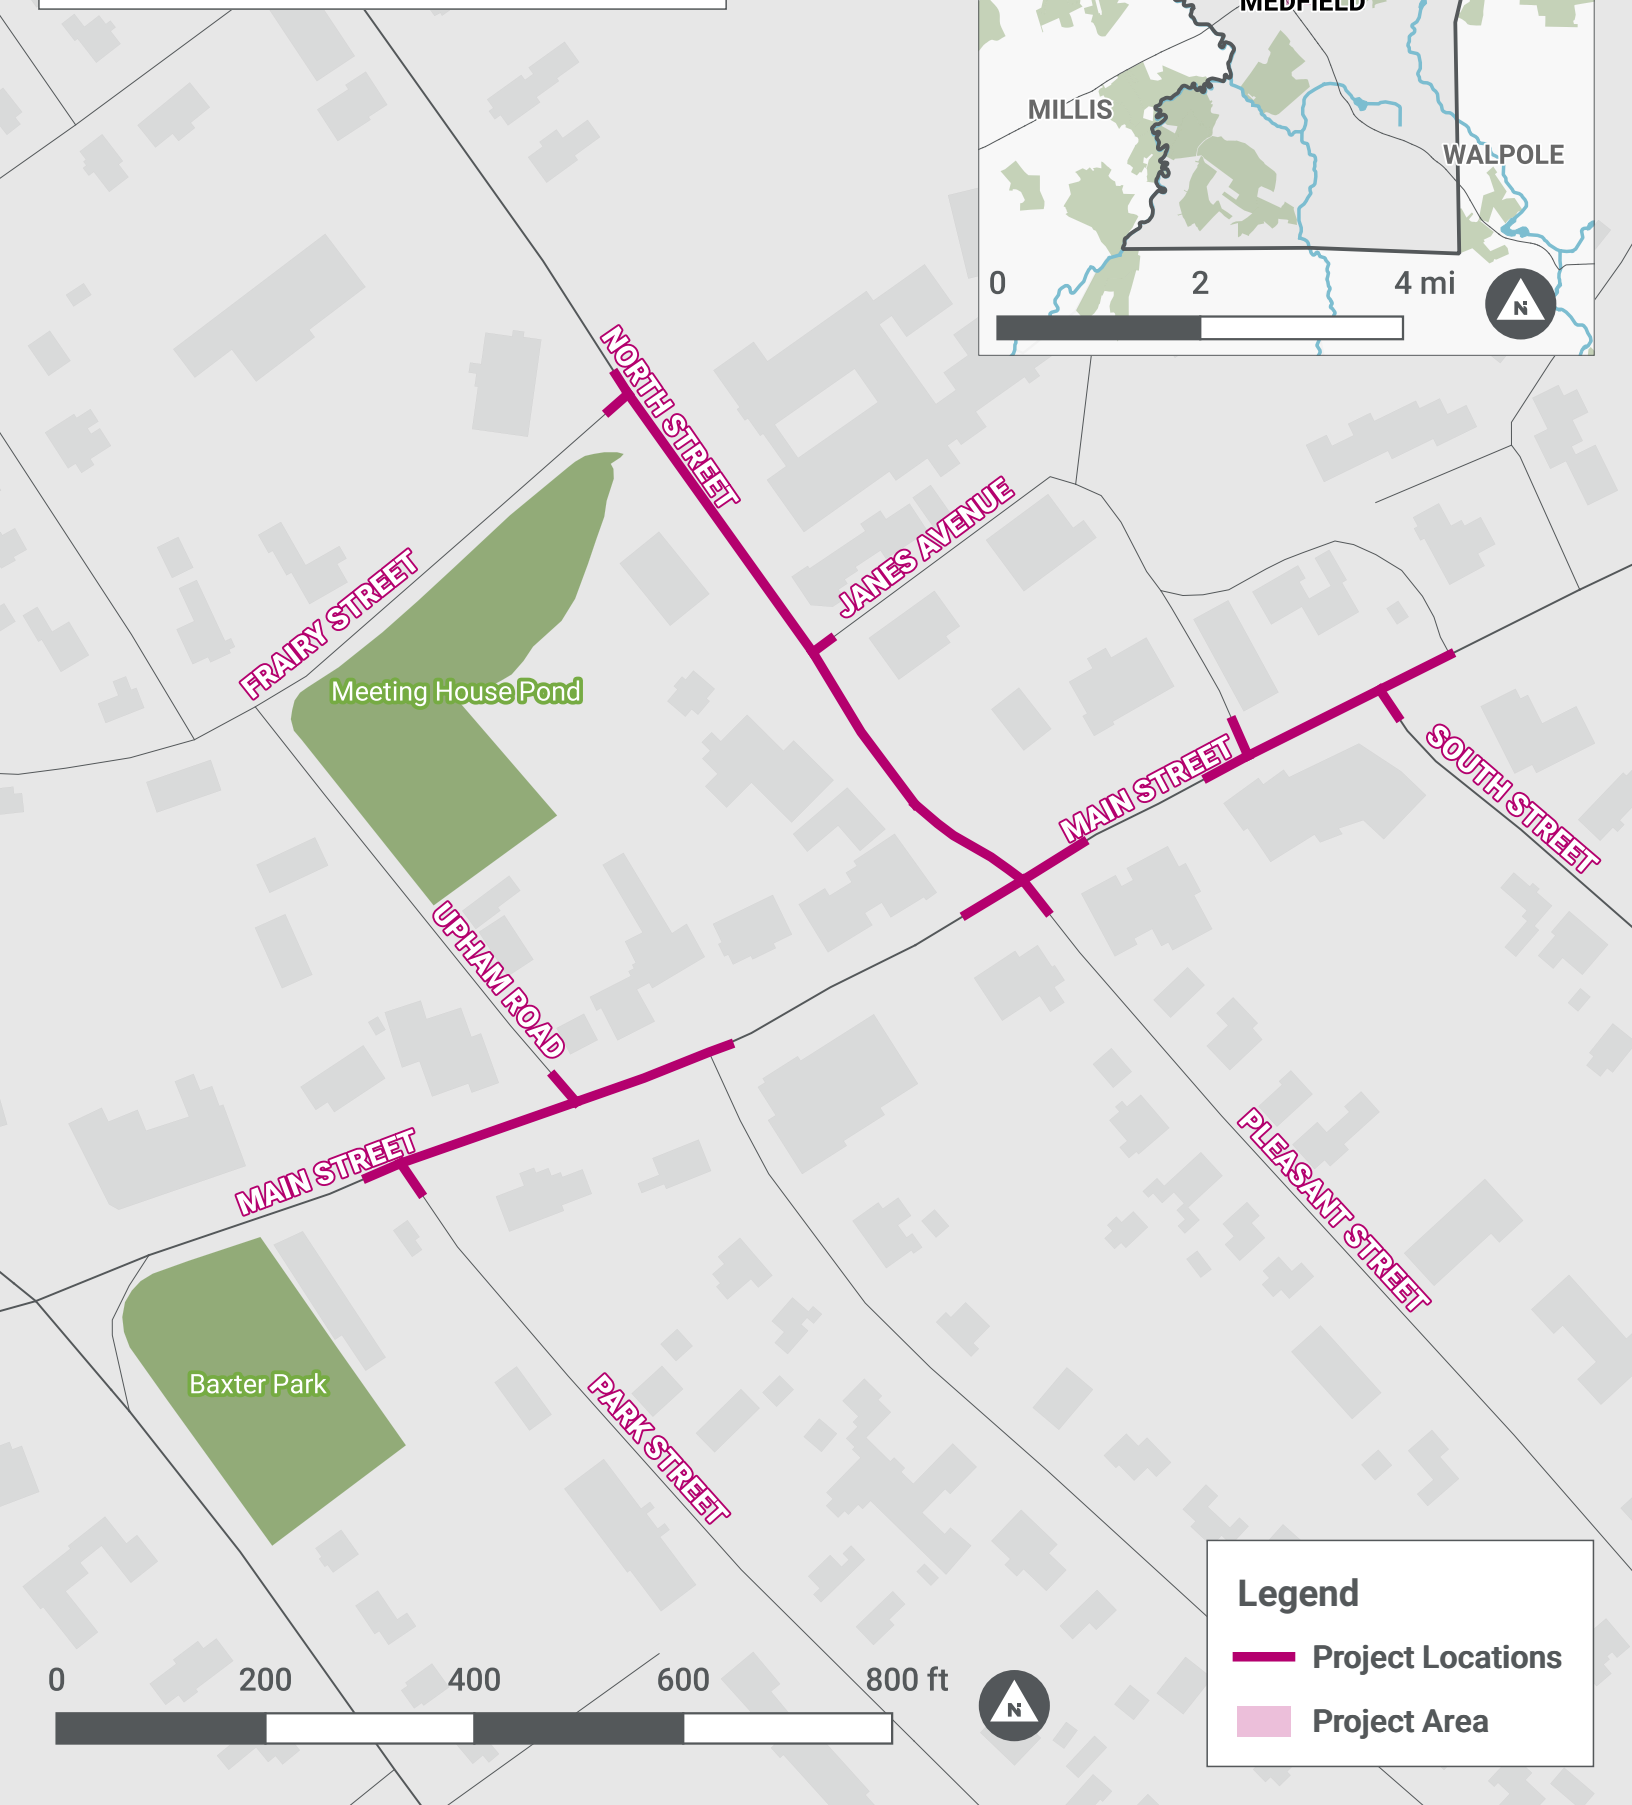 MEDFIELD
MILLIS
WALPOLE
0 2 4 mi
N
NORTH STREET
JANES AVENUE
FRAIRY STREET
Meeting House Pond
MAIN STREET
SOUTH STREET
UPHAM ROAD
MAIN STREET
PLEASANT STREET
Baxter Park
PARK STREET
Legend
Project Locations
Project Area
0 200 400 600 800 ft
N